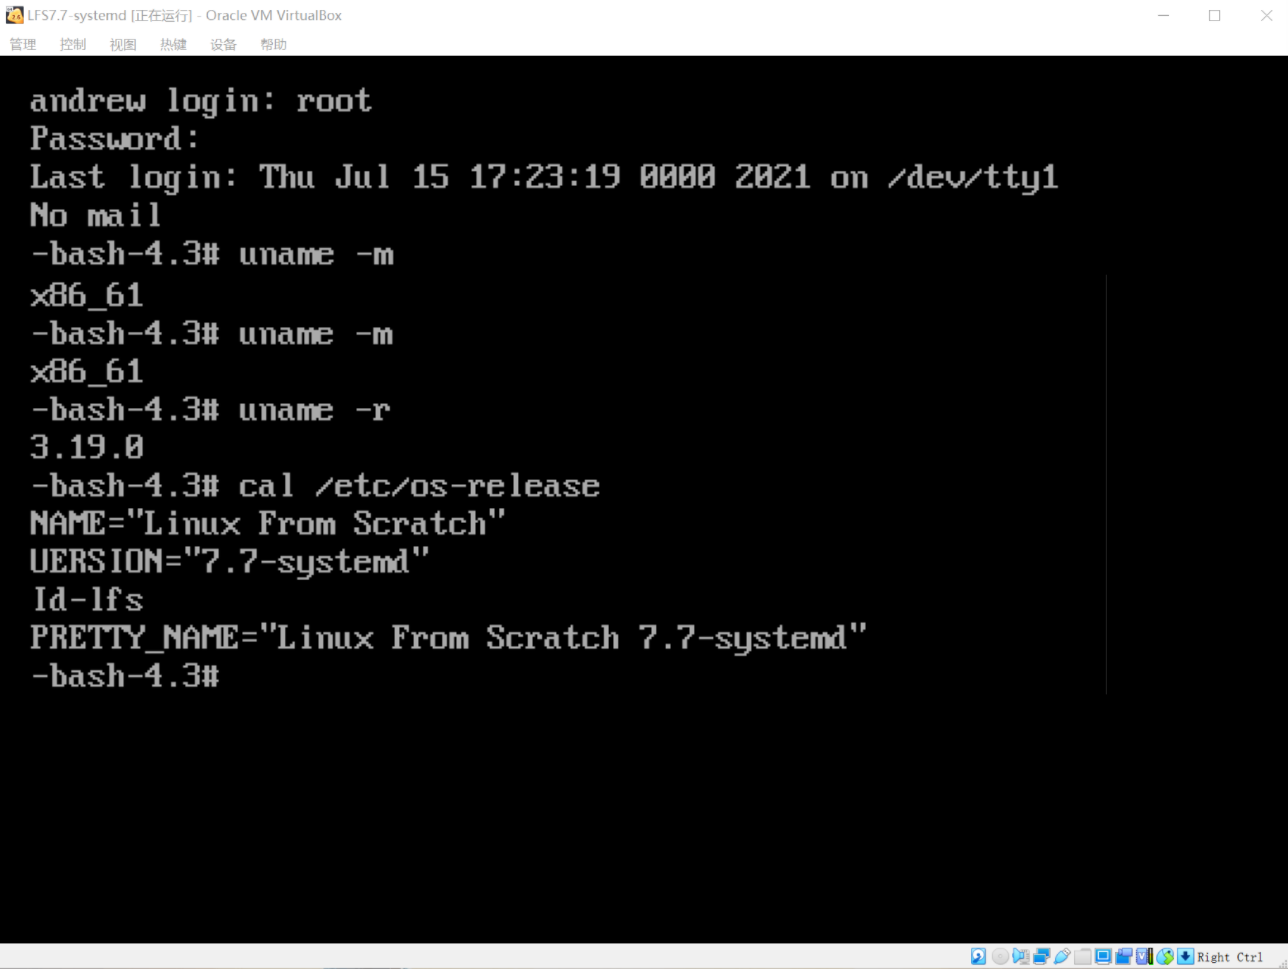 LFS7.7-systemd [正在运行] - Oracle VM VirtualBox
管理 控制 视图 热键 设备 帮助
andrew login: root
Password:
Last login: Thu Jul 15 17:23:19 0000 2021 on /dev/tty1
No mail
-bash-4.3# uname -m
x86_61
-bash-4.3# uname -m
x86_61
-bash-4.3# uname -r
3.19.0
-bash-4.3# cal /etc/os-release
NAME="Linux From Scratch"
UERSION="7.7-systemd"
Id-lfs
PRETTY_NAME="Linux From Scratch 7.7-systemd"
-bash-4.3#
Right Ctrl